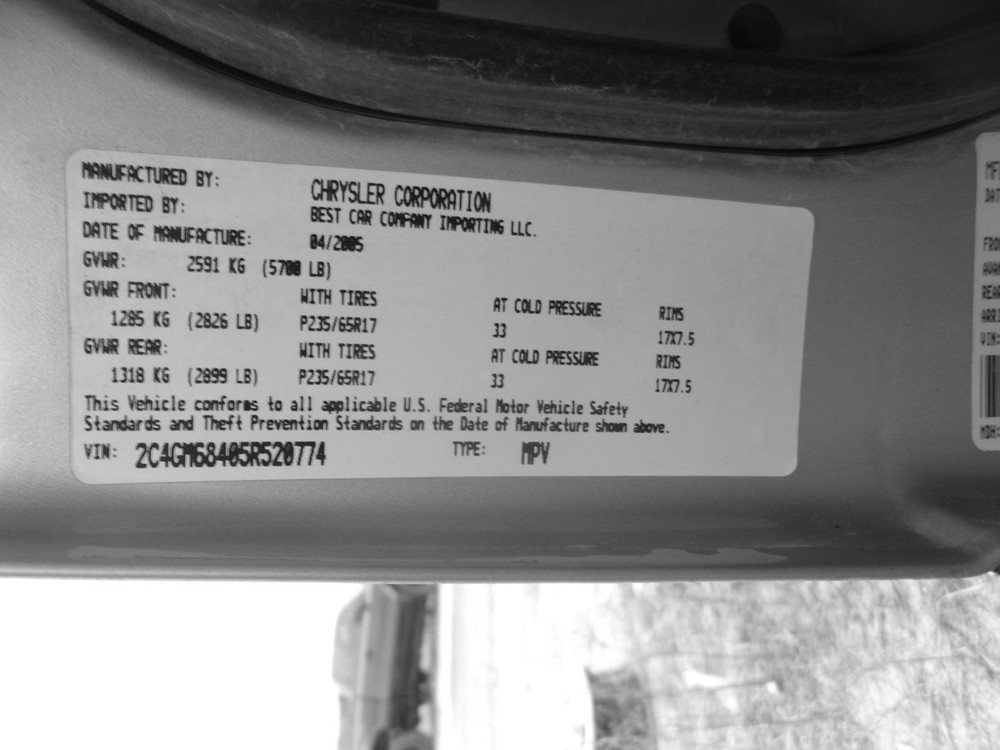 MANUFACTURED BY: CHRYSLER CORPORATION
IMPORTED BY: BEST CAR COMPANY IMPORTING LLC.
DATE OF MANUFACTURE: 04/2005
GVWR: 2591 KG (5700 LB)
GVWR FRONT: WITH TIRES AT COLD PRESSURE RIMS
1285 KG (2826 LB) P235/65R17 33 17X7.5
GVWR REAR: WITH TIRES AT COLD PRESSURE RIMS
1318 KG (2899 LB) P235/65R17 33 17X7.5
This Vehicle conforms to all applicable U.S. Federal Motor Vehicle Safety
Standards and Theft Prevention Standards on the Date of Manufacture shown above.
VIN: 2C4GM68405R520774 TYPE: MPV
VIN:
MDH: